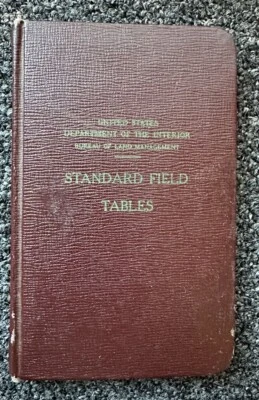 UNITED STATES
DEPARTMENT OF THE INTERIOR
BUREAU OF LAND MANAGEMENT
STANDARD FIELD
TABLES